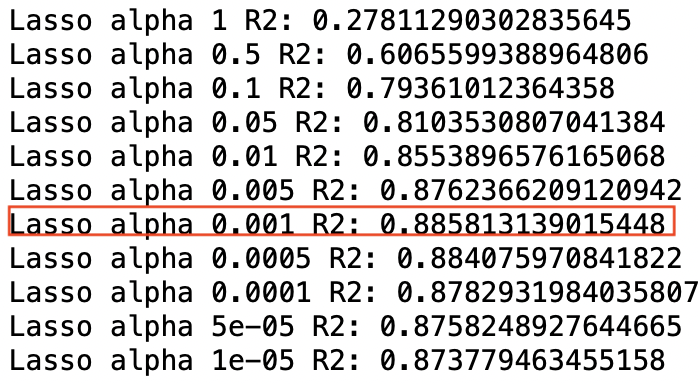 Lasso alpha 1 R2: 0.27811290302835645
Lasso alpha 0.5 R2: 0.6065599388964806
Lasso alpha 0.1 R2: 0.79361012364358
Lasso alpha 0.05 R2: 0.8103530807041384
Lasso alpha 0.01 R2: 0.8553896576165068
Lasso alpha 0.005 R2: 0.8762366209120942
Lasso alpha 0.001 R2: 0.885813139015448
Lasso alpha 0.0005 R2: 0.884075970841822
Lasso alpha 0.0001 R2: 0.8782931984035807
Lasso alpha 5e-05 R2: 0.8758248927644665
Lasso alpha 1e-05 R2: 0.873779463455158